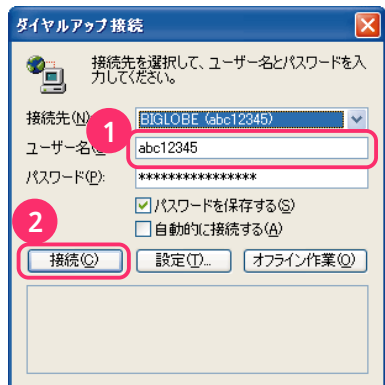 ダイヤルアップ接続
接続先を選択して、ユーザー名とパスワードを入
力してください。
接続先(N)
BIGLOBE (abc12345)
1
ユーザー名
abc12345
パスワード(P):
****************
パスワードを保存する(S)
2
自動的に接続する(A)
接続(C)
設定(T)...
オフライン作業(O)